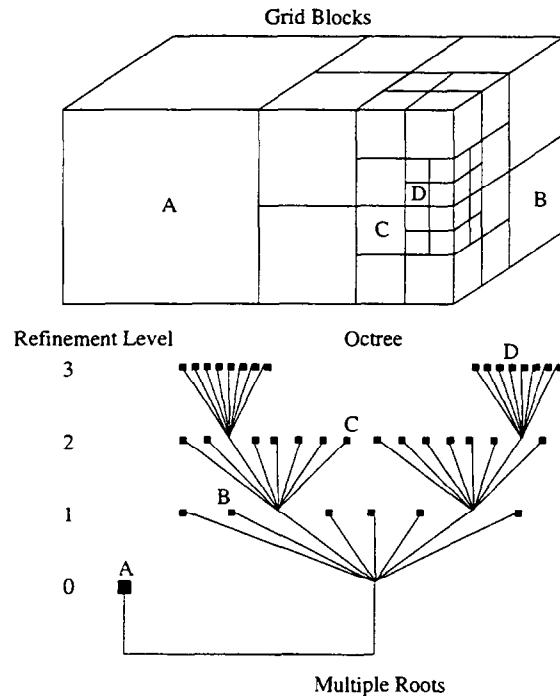 Grid Blocks
A
D
C
B
Refinement Level Octree
3 D
2 C
1 B
0 A
Multiple Roots